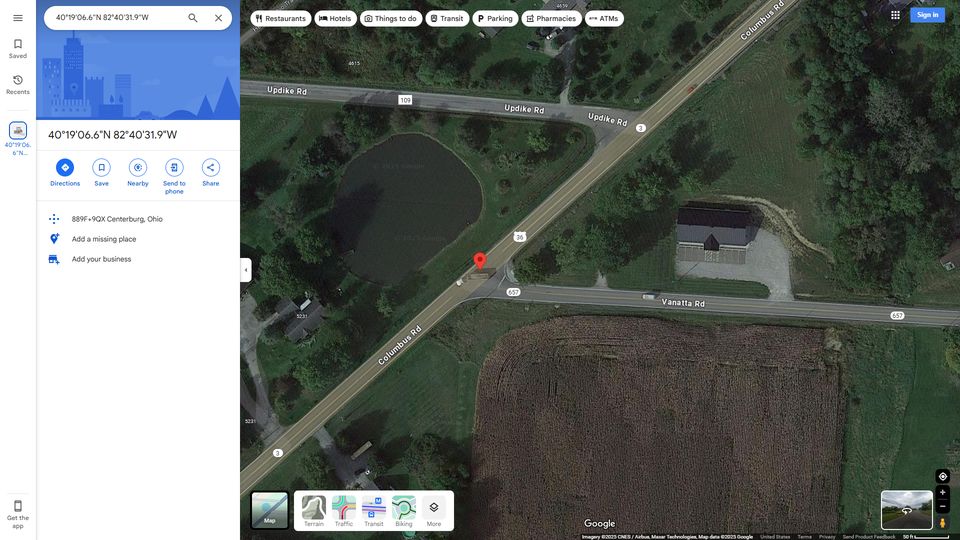 40°19'06.6"N 82°40'31.9"W
Restaurants
Hotels
Things to do
Transit
Parking
Pharmacies
ATMs
Sign in
Saved
Recents
40°19'06.
6"N...
Get the
app
40°19'06.6"N 82°40'31.9"W
Directions
Save
Nearby
Send to
phone
Share
889F+9QX Centerburg, Ohio
Add a missing place
Add your business
4659
4615
Columbus Rd
Updike Rd
109
Updike Rd
Updike Rd
3
36
657
Vanatta Rd
657
5231
Columbus Rd
5231
3
Map
Terrain
Traffic
Transit
Biking
More
Google
Imagery ©2025 CNES / Airbus, Maxar Technologies, Map data ©2025 Google
United States
Terms
Privacy
Send Product Feedback
50 ft